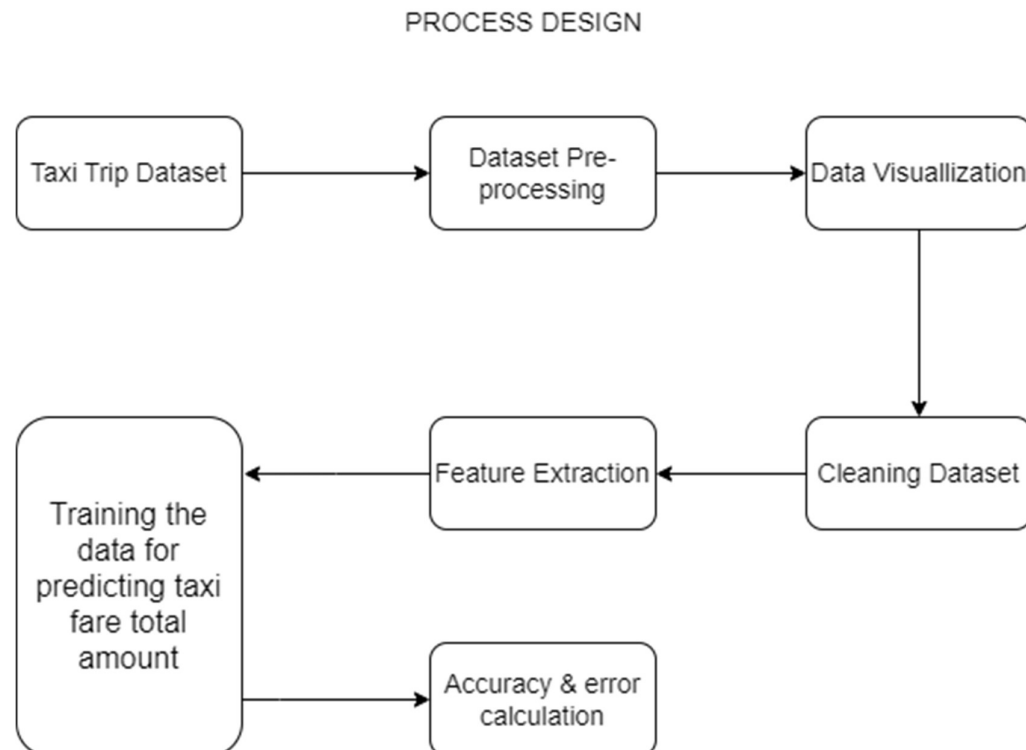 PROCESS DESIGN
Taxi Trip Dataset
Dataset Pre-
processing
Data Visuallization
Cleaning Dataset
Feature Extraction
Training the
data for
predicting taxi
fare total
amount
Accuracy & error
calculation